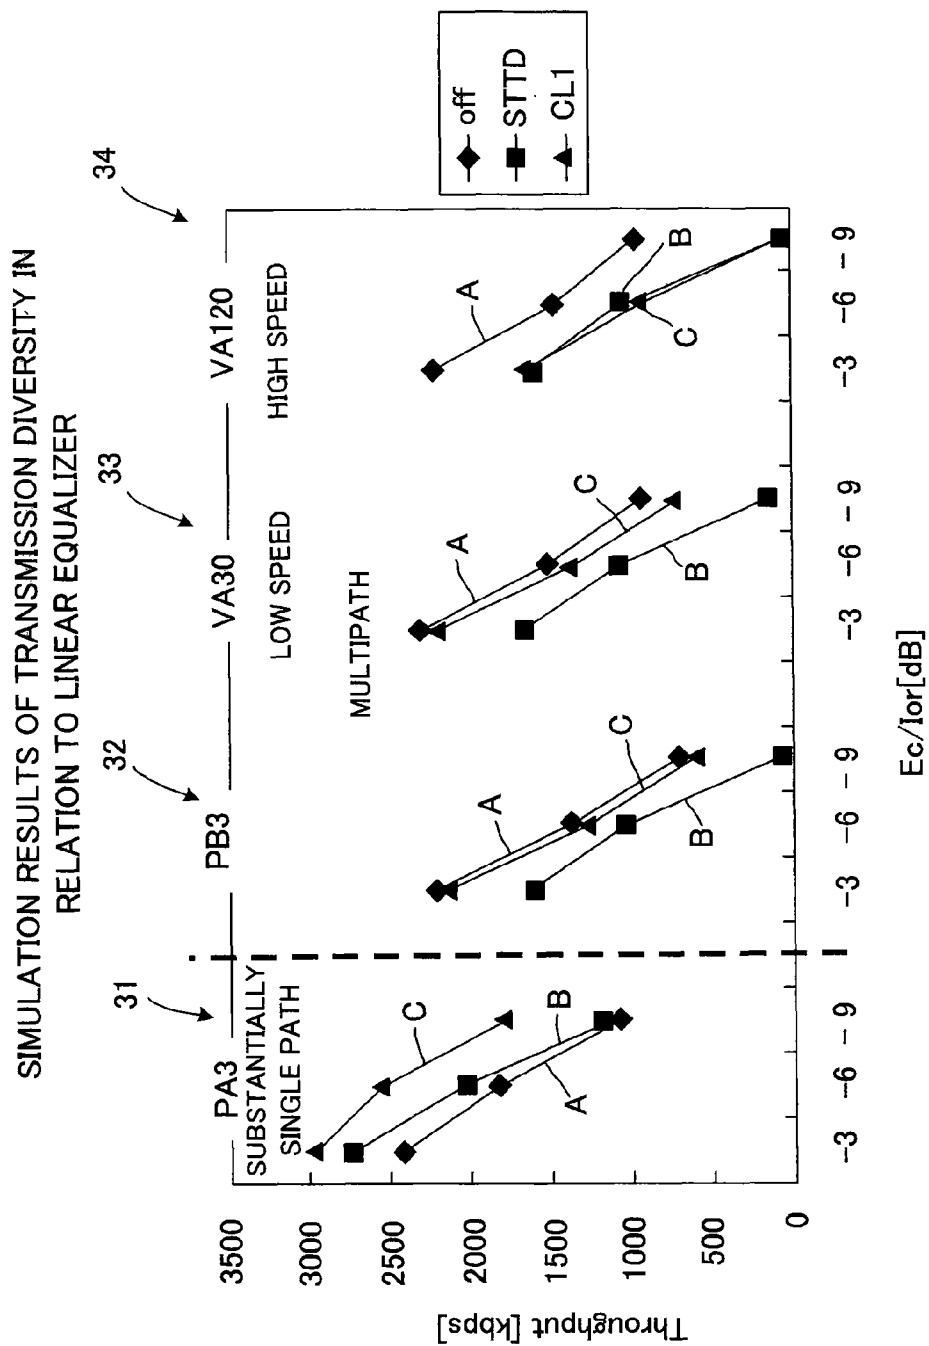 SIMULATION RESULTS OF TRANSMISSION DIVERSITY IN
RELATION TO LINEAR EQUALIZER
31
32
33
34
PA3
PB3
VA30
VA120
SUBSTANTIALLY
SINGLE PATH
LOW SPEED
HIGH SPEED
MULTIPATH
off
STTD
CL1
C
B
A
A
C
B
A
C
B
A
B
C
Throughput [kbps]
3500
3000
2500
2000
1500
1000
500
0
-3
-6
-9
-3
-6
-9
-3
-6
-9
-3
-6
-9
Ec/Ior[dB]